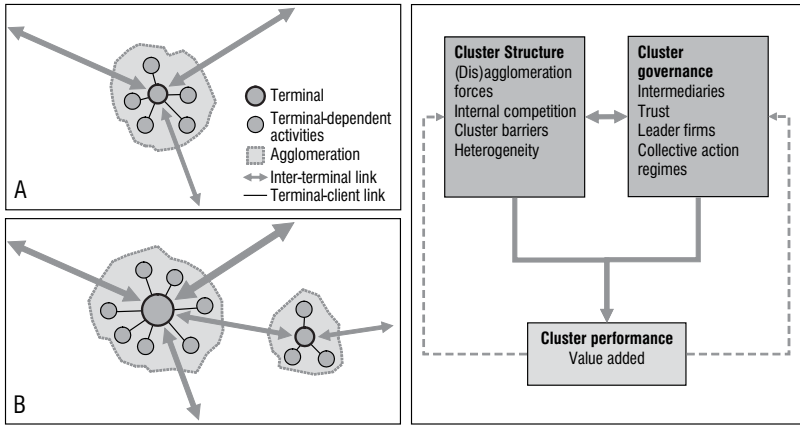 A
Terminal
Terminal-dependent
activities
Agglomeration
Inter-terminal link
Terminal-client link
B
Cluster Structure
(Dis)agglomeration
forces
Internal competition
Cluster barriers
Heterogeneity
Cluster
governance
Intermediaries
Trust
Leader firms
Collective action
regimes
Cluster performance
Value added